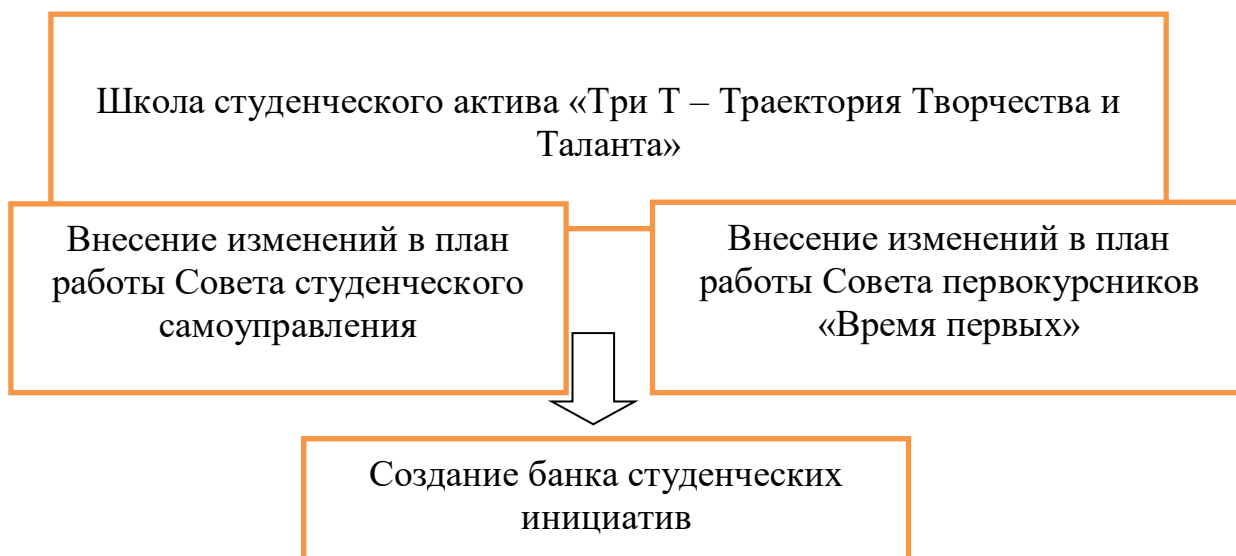 Школа студенческого актива «Три Т – Траектория Творчества и
Таланта»
Внесение изменений в план
работы Совета студенческого
самоуправления
Внесение изменений в план
работы Совета первокурсников
«Время первых»
Создание банка студенческих
инициатив